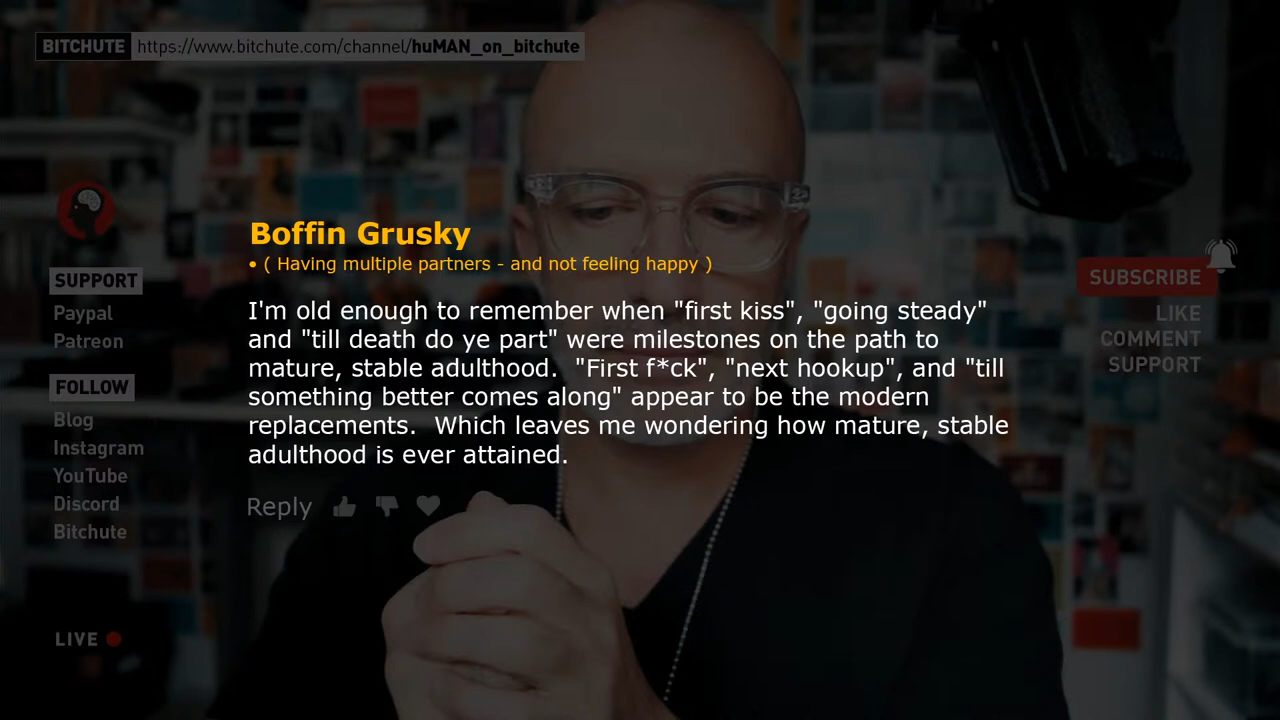 BITCHUTE https://www.bitchute.com/channel/huMAN_on_bitchute
Boffin Grusky
• ( Having multiple partners - and not feeling happy )
I'm old enough to remember when "first kiss", "going steady"
and "till death do ye part" were milestones on the path to
mature, stable adulthood.  "First f*ck", "next hookup", and "till
something better comes along" appear to be the modern
replacements.  Which leaves me wondering how mature, stable
adulthood is ever attained.
Reply
SUPPORT
Paypal
Patreon
FOLLOW
Blog
Instagram
YouTube
Discord
Bitchute
LIVE
SUBSCRIBE
LIKE
COMMENT
SUPPORT